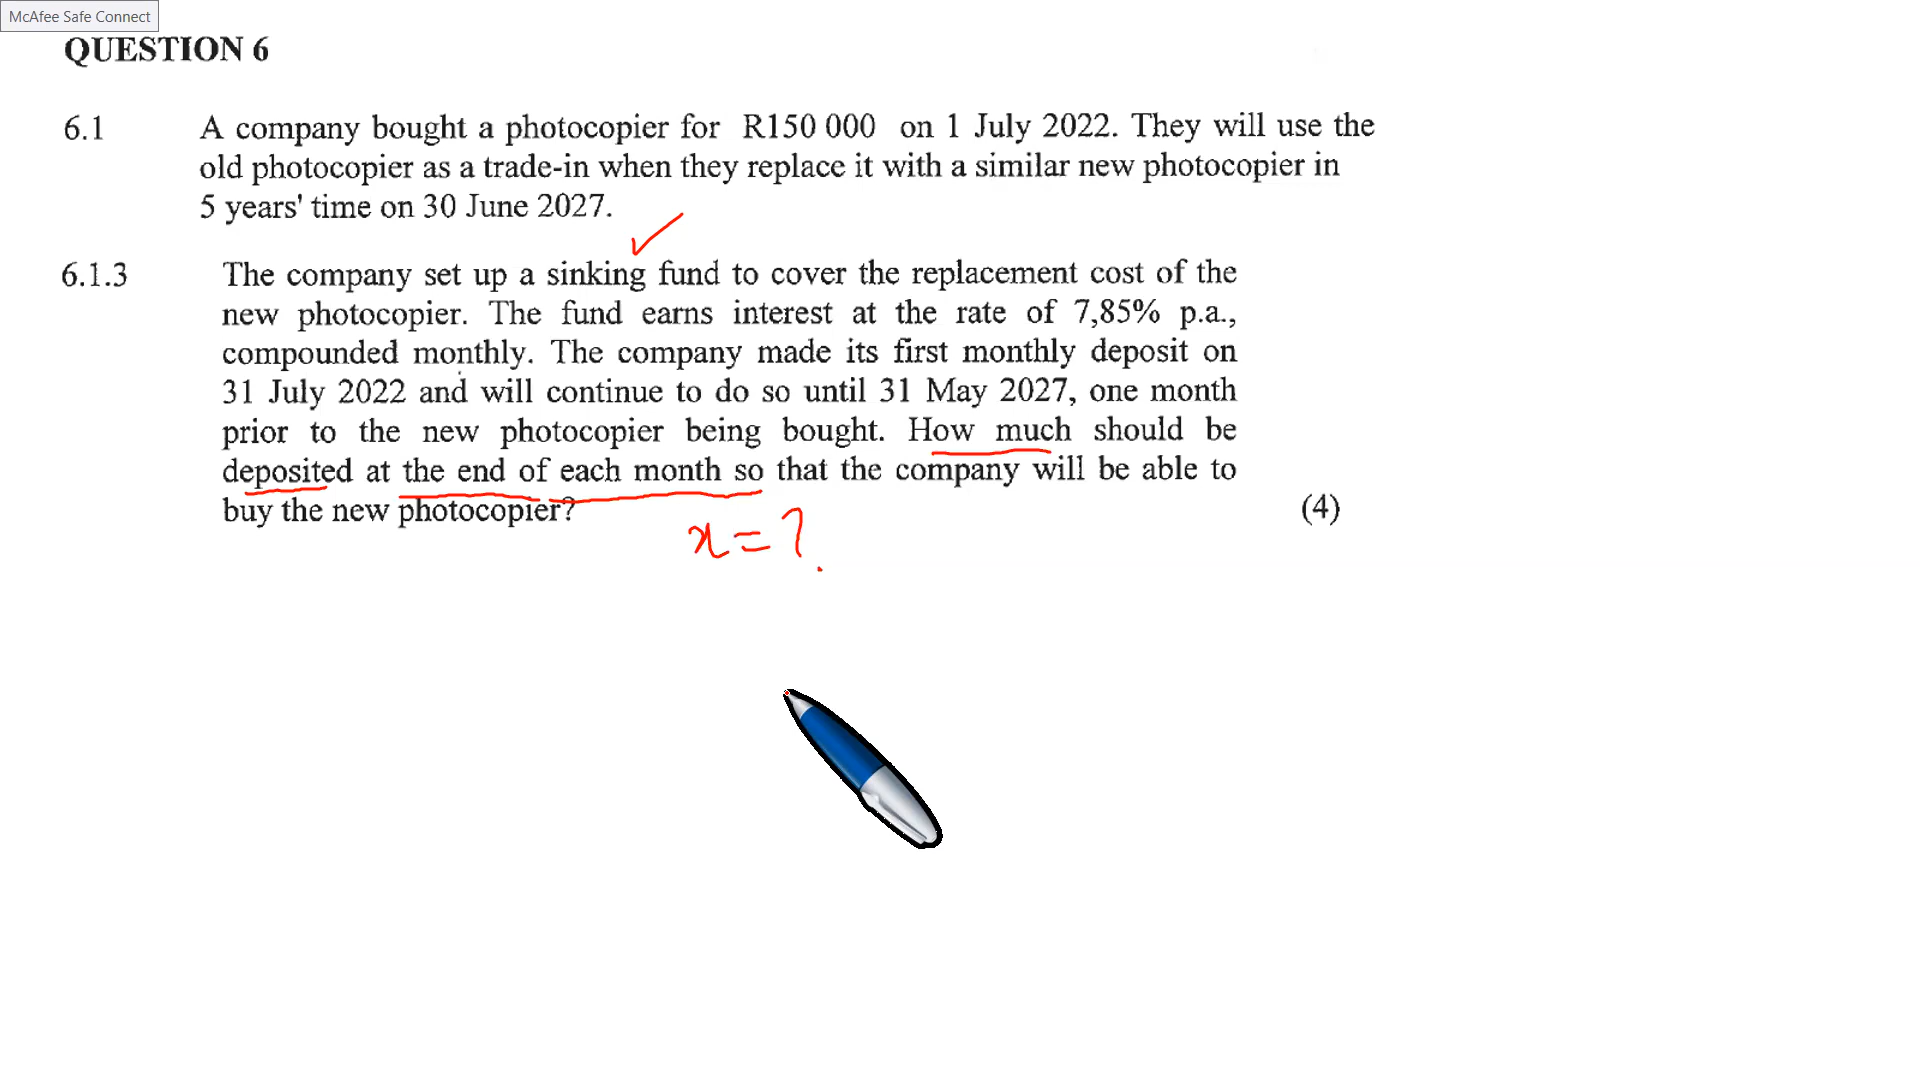 McAfee Safe Connect
QUESTION 6
6.1 A company bought a photocopier for R150 000 on 1 July 2022. They will use the
old photocopier as a trade-in when they replace it with a similar new photocopier in
5 years' time on 30 June 2027.
6.1.3 The company set up a sinking fund to cover the replacement cost of the
new photocopier. The fund earns interest at the rate of 7,85% p.a.,
compounded monthly. The company made its first monthly deposit on
31 July 2022 and will continue to do so until 31 May 2027, one month
prior to the new photocopier being bought. How much should be
deposited at the end of each month so that the company will be able to
buy the new photocopier? (4)
x = ?